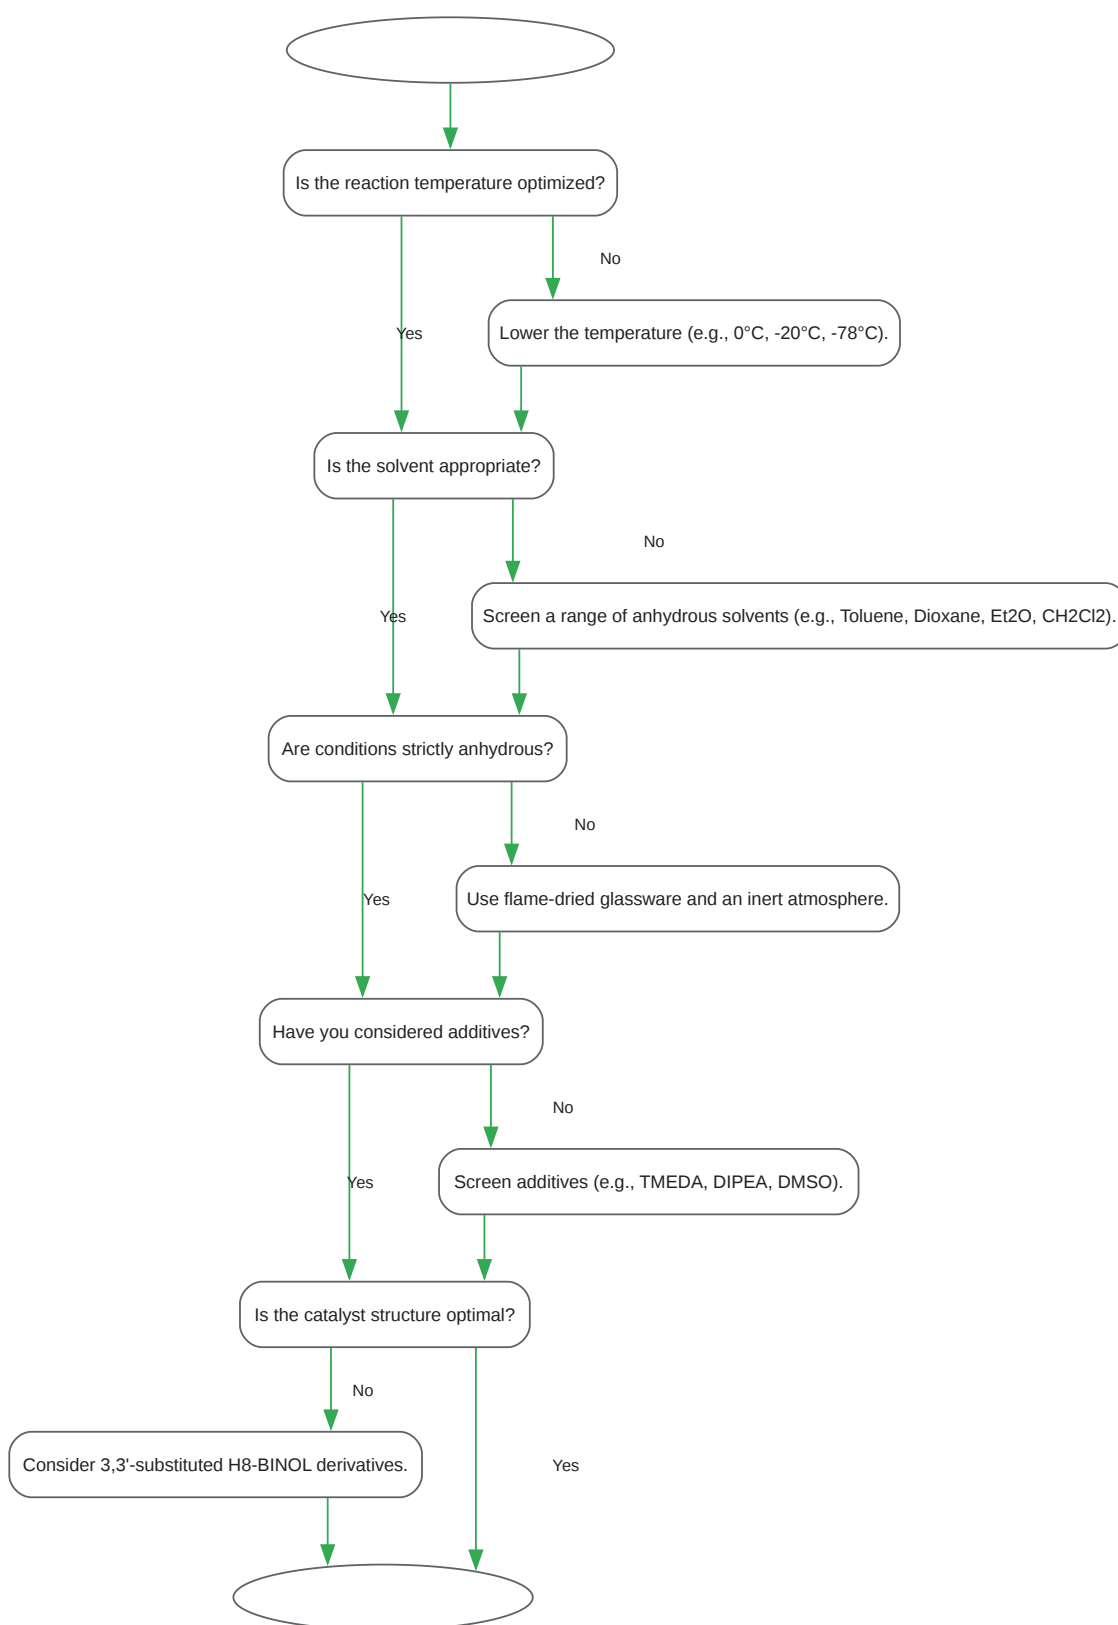 Is the reaction temperature optimized?
No
Yes
Lower the temperature (e.g., 0°C, -20°C, -78°C).
Is the solvent appropriate?
No
Yes
Screen a range of anhydrous solvents (e.g., Toluene, Dioxane, Et2O, CH2Cl2).
Are conditions strictly anhydrous?
No
Yes
Use flame-dried glassware and an inert atmosphere.
Have you considered additives?
No
Yes
Screen additives (e.g., TMEDA, DIPEA, DMSO).
Is the catalyst structure optimal?
No
Consider 3,3'-substituted H8-BINOL derivatives.
Yes